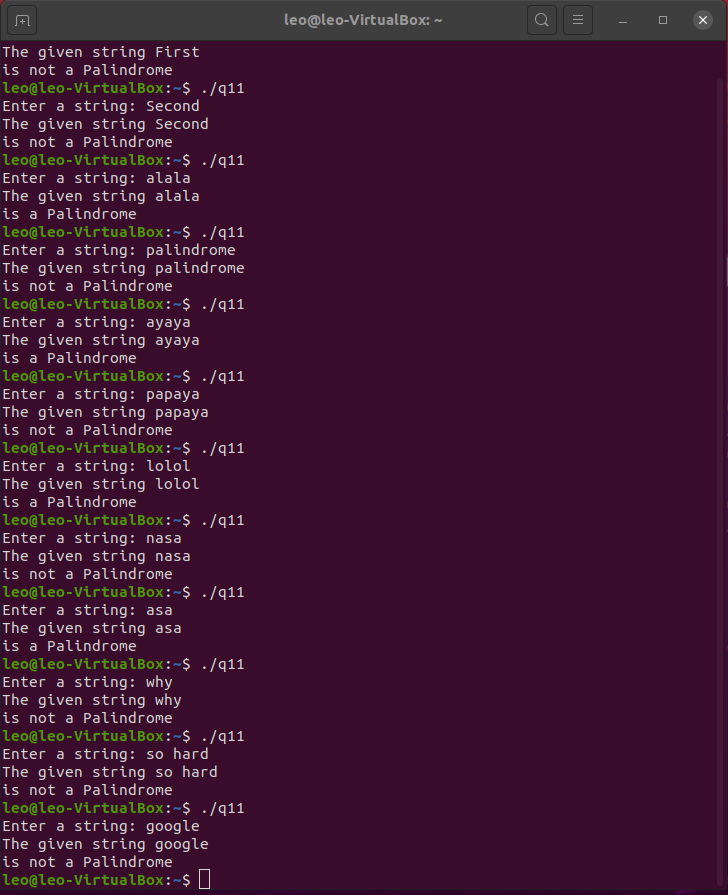 leo@leo-VirtualBox: ~
The given string First
is not a Palindrome
leo@leo-VirtualBox:~$ ./q11
Enter a string: Second
The given string Second
is not a Palindrome
leo@leo-VirtualBox:~$ ./q11
Enter a string: alala
The given string alala
is a Palindrome
leo@leo-VirtualBox:~$ ./q11
Enter a string: palindrome
The given string palindrome
is not a Palindrome
leo@leo-VirtualBox:~$ ./q11
Enter a string: ayaya
The given string ayaya
is a Palindrome
leo@leo-VirtualBox:~$ ./q11
Enter a string: papaya
The given string papaya
is not a Palindrome
leo@leo-VirtualBox:~$ ./q11
Enter a string: lolol
The given string lolol
is a Palindrome
leo@leo-VirtualBox:~$ ./q11
Enter a string: nasa
The given string nasa
is not a Palindrome
leo@leo-VirtualBox:~$ ./q11
Enter a string: asa
The given string asa
is a Palindrome
leo@leo-VirtualBox:~$ ./q11
Enter a string: why
The given string why
is not a Palindrome
leo@leo-VirtualBox:~$ ./q11
Enter a string: so hard
The given string so hard
is not a Palindrome
leo@leo-VirtualBox:~$ ./q11
Enter a string: google
The given string google
is not a Palindrome
leo@leo-VirtualBox:~$